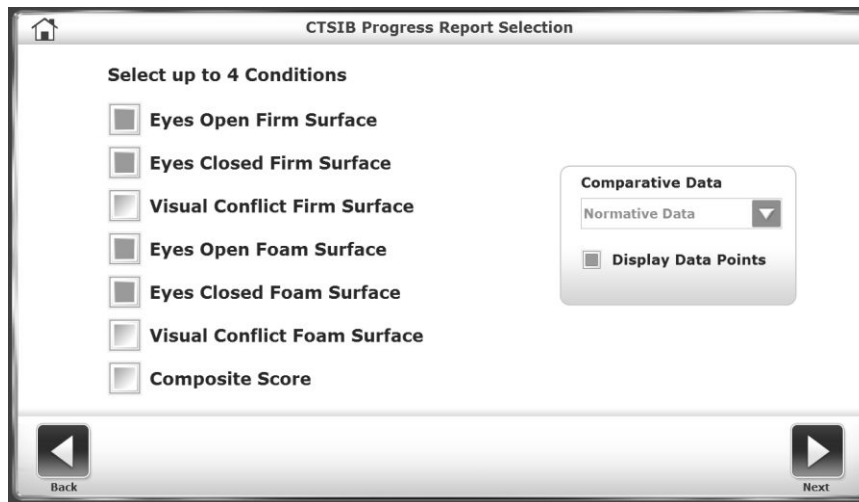 CTSIB Progress Report Selection
Select up to 4 Conditions
Eyes Open Firm Surface
Eyes Closed Firm Surface
Visual Conflict Firm Surface
Eyes Open Foam Surface
Eyes Closed Foam Surface
Visual Conflict Foam Surface
Composite Score
Comparative Data
Normative Data
Display Data Points
Back
Next